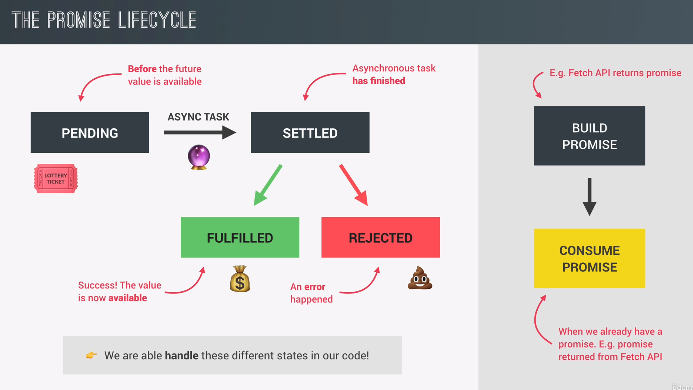 THE PROMISE LIFECYCLE
Before the future
value is available
Asynchronous task
has finished
E.g. Fetch API returns promise
PENDING
ASYNC TASK
SETTLED
BUILD
PROMISE
LOTTERY
TICKET
FULFILLED
REJECTED
CONSUME
PROMISE
Success! The value
is now available
An error
happened
When we already have a
promise. E.g. promise
returned from Fetch API
We are able handle these different states in our code!